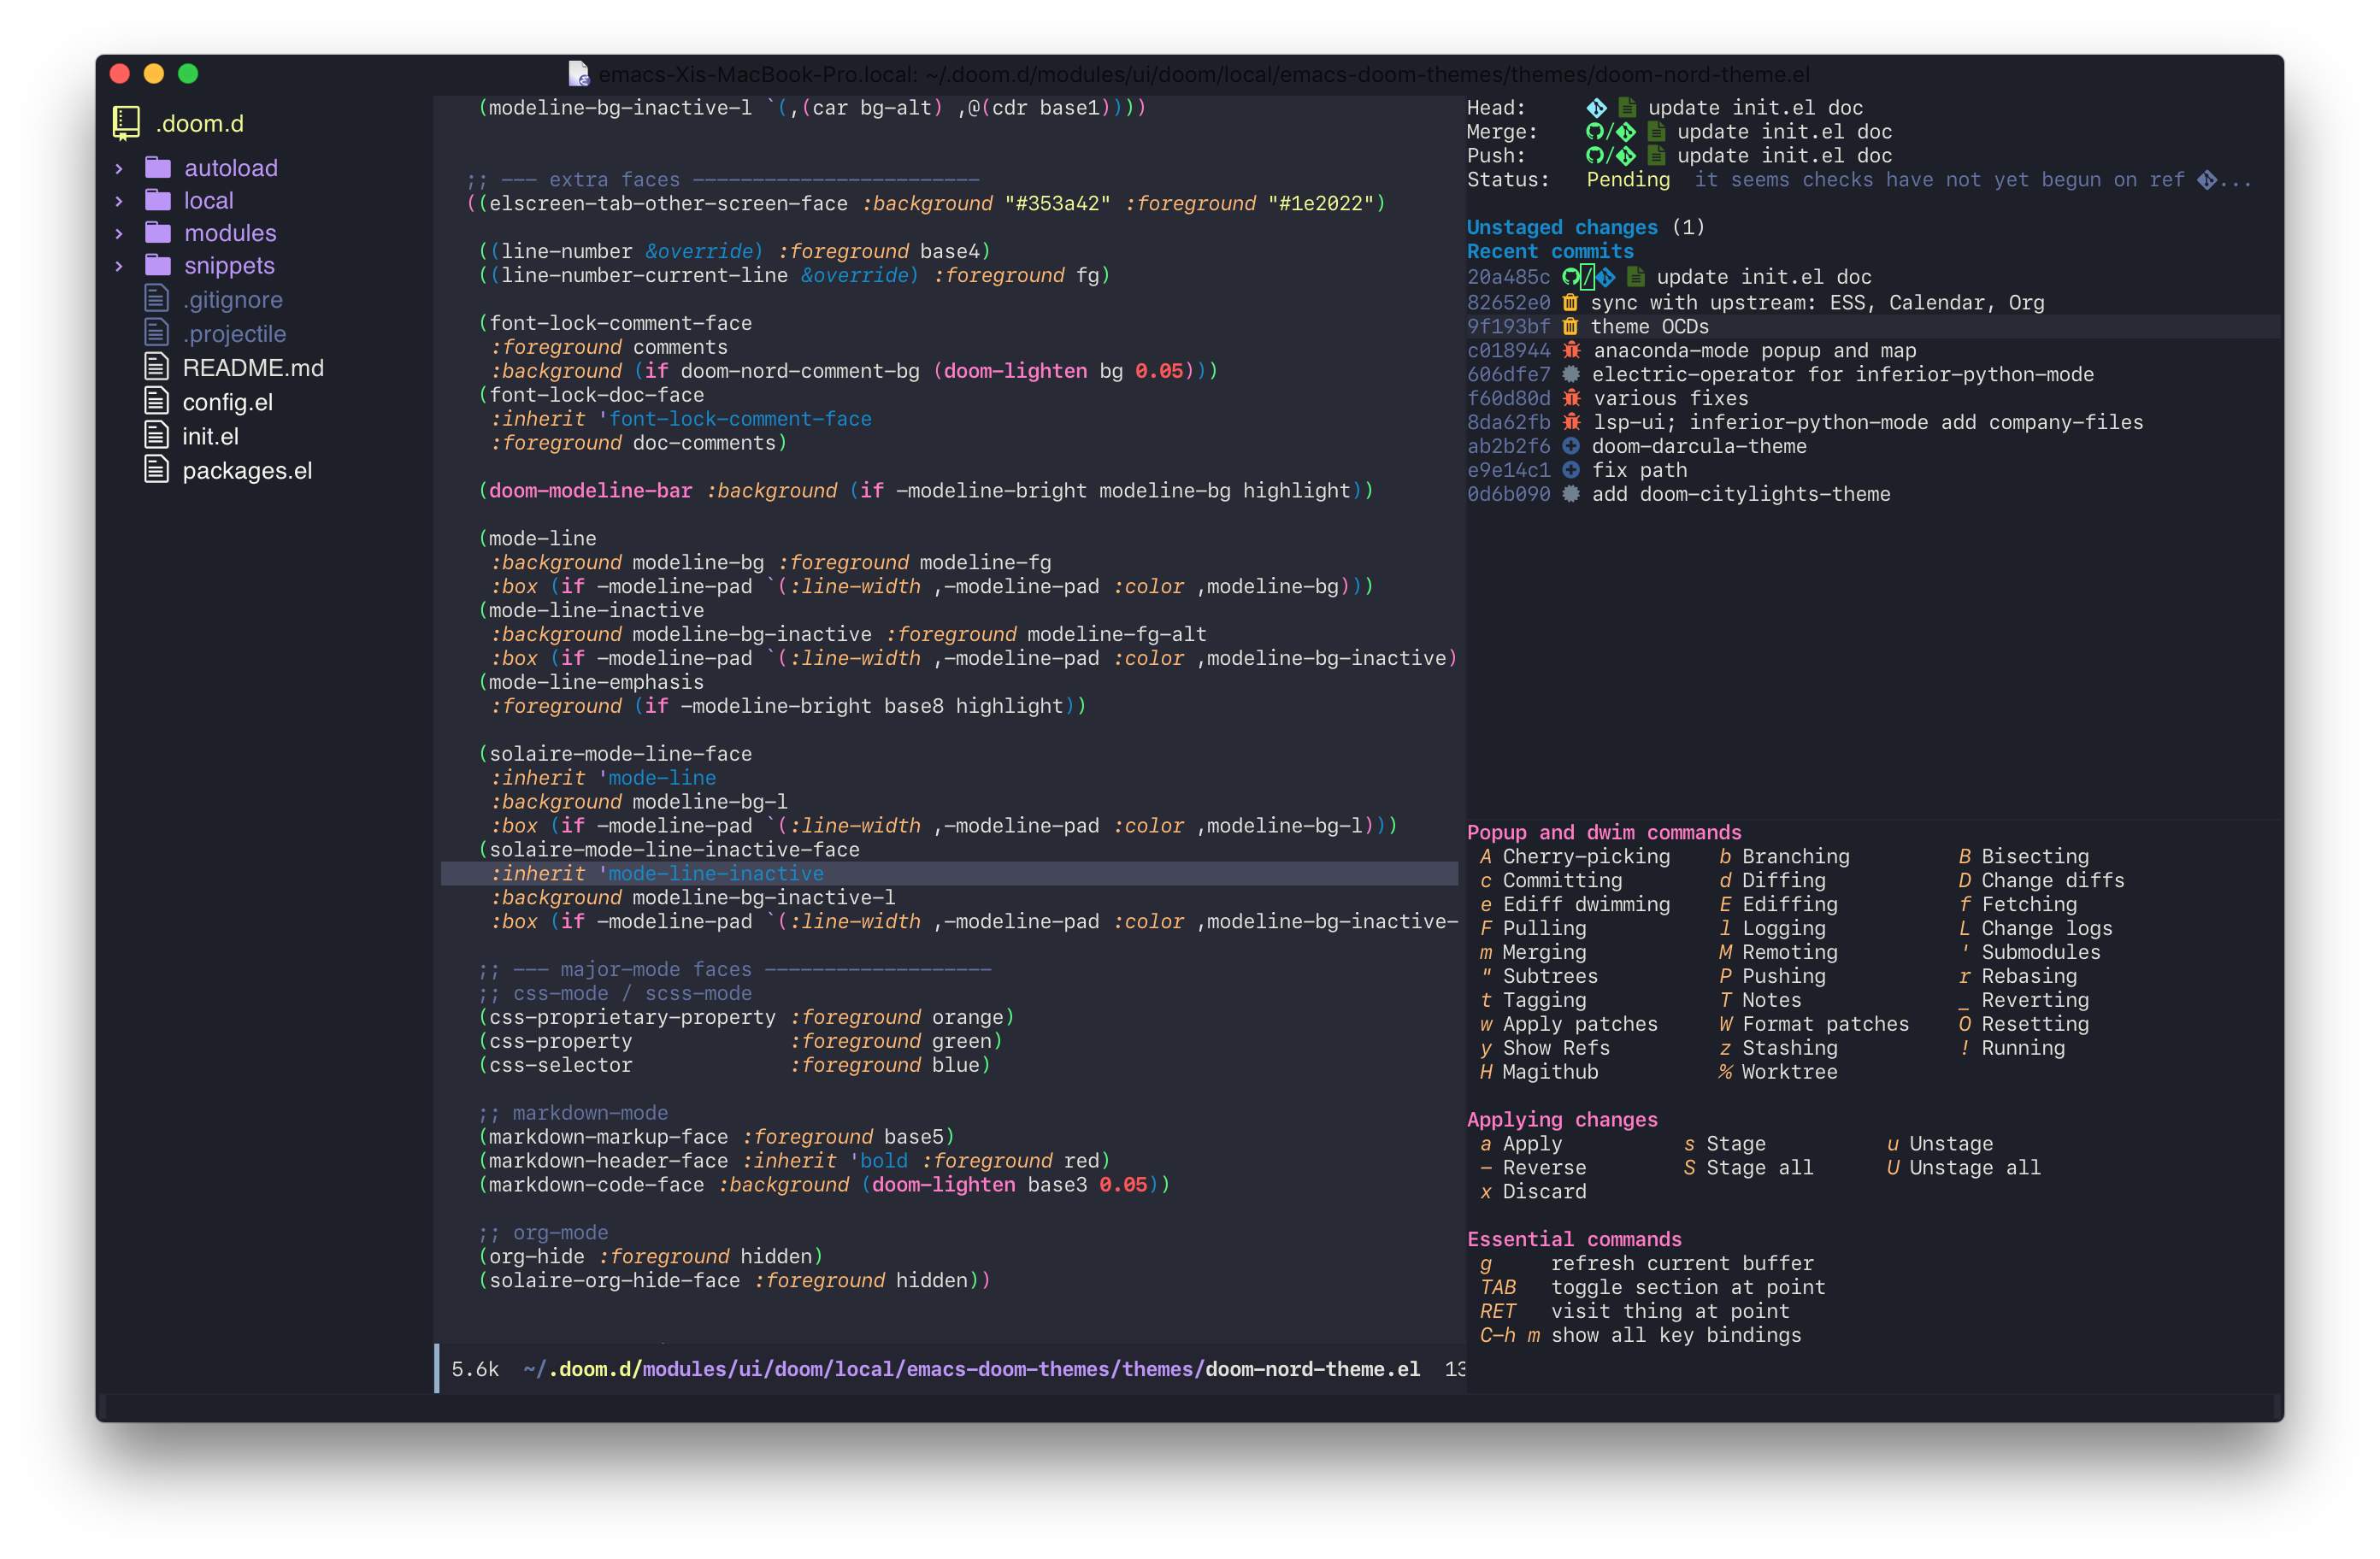 emacs-Xis-MacBook-Pro.local: ~/.doom.d/modules/ui/doom/local/emacs-doom-themes/themes/doom-nord-theme.el
.doom.d
autoload
local
modules
snippets
.gitignore
.projectile
README.md
config.el
init.el
packages.el
(modeline-bg-inactive-l `(,(car bg-alt) ,@(cdr base1))))
;; --- extra faces ------------------------
((elscreen-tab-other-screen-face :background "#353a42" :foreground "#1e2022")
((line-number &override) :foreground base4)
((line-number-current-line &override) :foreground fg)
(font-lock-comment-face
:foreground comments
:background (if doom-nord-comment-bg (doom-lighten bg 0.05)))
(font-lock-doc-face
:inherit 'font-lock-comment-face
:foreground doc-comments)
(doom-modeline-bar :background (if -modeline-bright modeline-bg highlight))
(mode-line
:background modeline-bg :foreground modeline-fg
:box (if -modeline-pad `(:line-width ,-modeline-pad :color ,modeline-bg)))
(mode-line-inactive
:background modeline-bg-inactive :foreground modeline-fg-alt
:box (if -modeline-pad `(:line-width ,-modeline-pad :color ,modeline-bg-inactive)
(mode-line-emphasis
:foreground (if -modeline-bright base8 highlight))
(solaire-mode-line-face
:inherit 'mode-line
:background modeline-bg-l
:box (if -modeline-pad `(:line-width ,-modeline-pad :color ,modeline-bg-l)))
(solaire-mode-line-inactive-face
:inherit 'mode-line-inactive
:background modeline-bg-inactive-l
:box (if -modeline-pad `(:line-width ,-modeline-pad :color ,modeline-bg-inactive-
;; --- major-mode faces -------------------
;; css-mode / scss-mode
(css-proprietary-property :foreground orange)
(css-property :foreground green)
(css-selector :foreground blue)
;; markdown-mode
(markdown-markup-face :foreground base5)
(markdown-header-face :inherit 'bold :foreground red)
(markdown-code-face :background (doom-lighten base3 0.05))
;; org-mode
(org-hide :foreground hidden)
(solaire-org-hide-face :foreground hidden))
5.6k ~/.doom.d/modules/ui/doom/local/emacs-doom-themes/themes/doom-nord-theme.el 13
Head: update init.el doc
Merge: / update init.el doc
Push: / update init.el doc
Status: Pending it seems checks have not yet begun on ref ...
Unstaged changes (1)
Recent commits
20a485c / update init.el doc
82652e0 sync with upstream: ESS, Calendar, Org
9f193bf theme OCDs
c018944 anaconda-mode popup and map
606dfe7 electric-operator for inferior-python-mode
f60d80d various fixes
8da62fb lsp-ui; inferior-python-mode add company-files
ab2b2f6 doom-darcula-theme
e9e14c1 fix path
0d6b090 add doom-citylights-theme
Popup and dwim commands
A Cherry-picking b Branching B Bisecting
c Committing d Diffing D Change diffs
e Ediff dwimming E Ediffing f Fetching
F Pulling l Logging L Change logs
m Merging M Remoting ' Submodules
" Subtrees P Pushing r Rebasing
t Tagging T Notes _ Reverting
w Apply patches W Format patches O Resetting
y Show Refs z Stashing ! Running
H Magithub % Worktree
Applying changes
a Apply s Stage u Unstage
- Reverse S Stage all U Unstage all
x Discard
Essential commands
g refresh current buffer
TAB toggle section at point
RET visit thing at point
C-h m show all key bindings